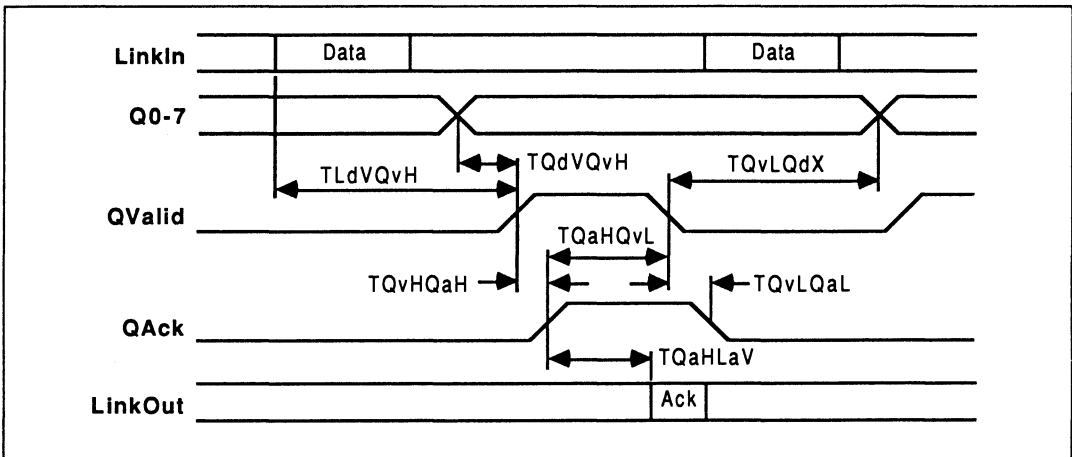 LinkIn Data Data
Q0-7
TLdVQvH TQdVQvH TQvLQdX
QValid
TQaHQvL
TQvHQaH TQvLQaL
QAck
TQaHLaV
LinkOut Ack